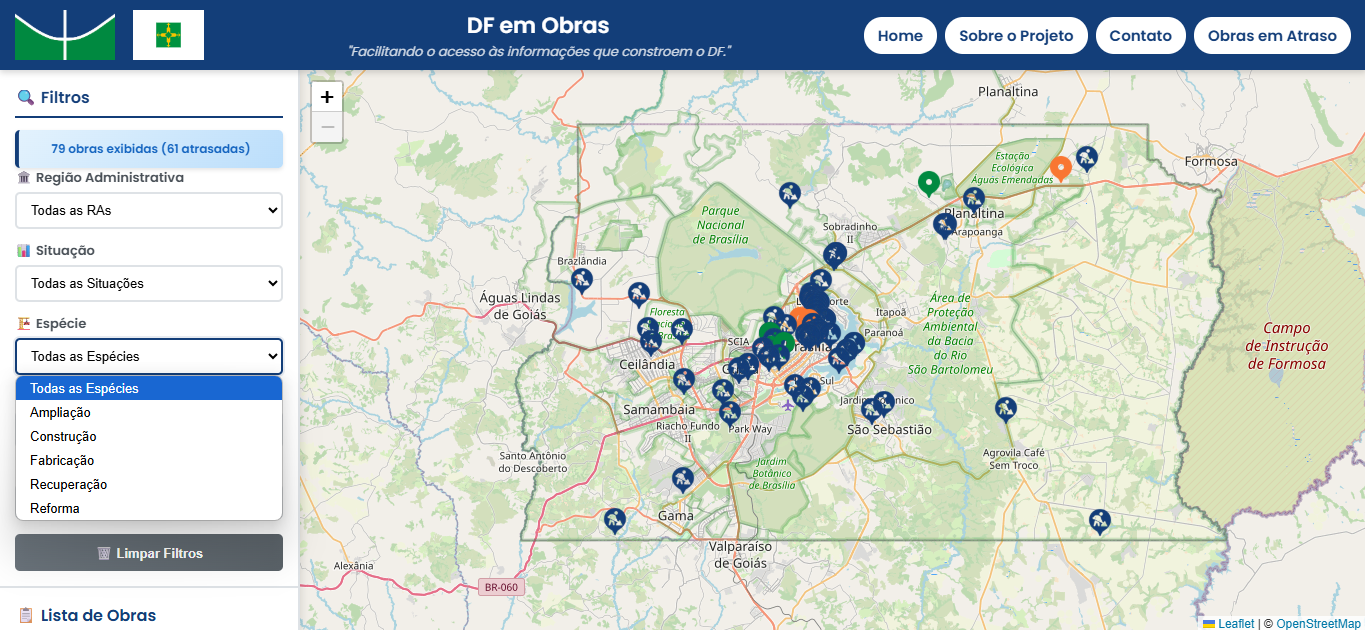 DF em Obras
"Facilitando o acesso às informações que constroem o DF."
Home
Sobre o Projeto
Contato
Obras em Atraso
Filtros
79 obras exibidas (61 atrasadas)
Região Administrativa
Todas as RAs
Situação
Todas as Situações
Espécie
Todas as Espécies
Todas as Espécies
Ampliação
Construção
Fabricação
Recuperação
Reforma
Limpar Filtros
Lista de Obras
+
−
Planaltina
Formosa
Estação
Ecológica
Águas Emendadas
Planaltina
Arapoanga
Parque
Nacional
de Brasília
Sobradinho
II
Brazlândia
Águas Lindas
de Goiás
Floresta
Itapoã
Paranoá
Área de
Proteção
Ambiental
da Bacia
do Rio
São Bartolomeu
Campo
de Instrução
de Formosa
SCIA
Ceilândia
Sul
Samambaia
Riacho Fundo
II
Park Way
São Sebastião
Santo Antônio
do Descoberto
Jardim
Botânico
de Brasília
Agrovila Café
Sem Troco
Gama
Valparaíso
de Goiás
Alexânia
BR-060
Leaflet | © OpenStreetMap